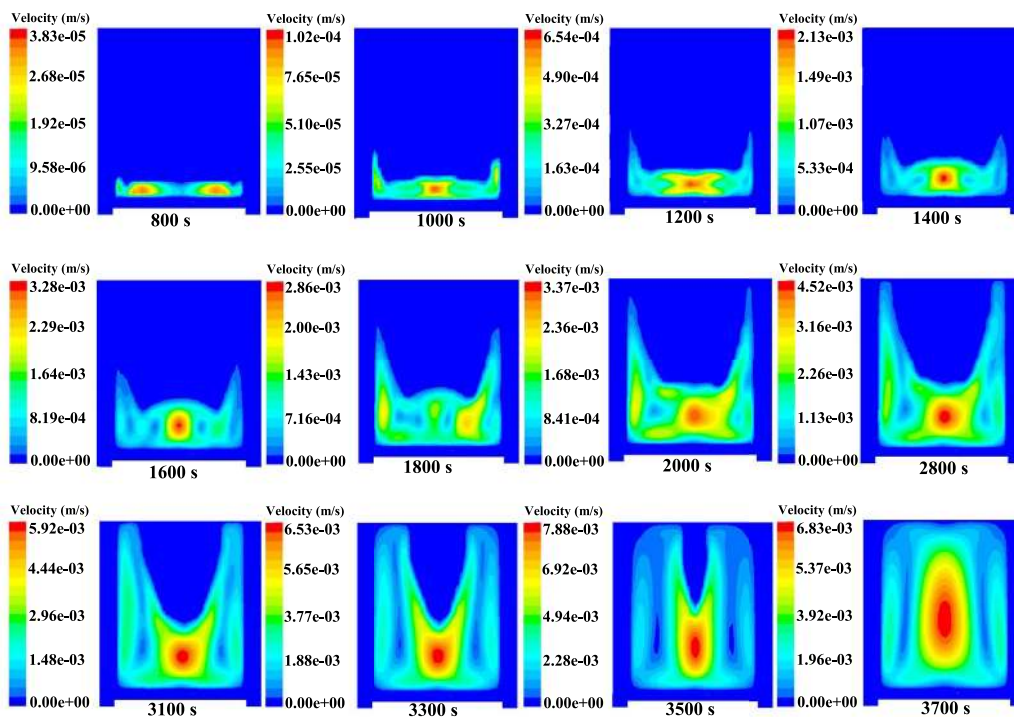 Velocity (m/s)
3.83e-05
2.68e-05
1.92e-05
9.58e-06
0.00e+00
800 s
Velocity (m/s)
1.02e-04
7.65e-05
5.10e-05
2.55e-05
0.00e+00
1000 s
Velocity (m/s)
6.54e-04
4.90e-04
3.27e-04
1.63e-04
0.00e+00
1200 s
Velocity (m/s)
2.13e-03
1.49e-03
1.07e-03
5.33e-04
0.00e+00
1400 s
Velocity (m/s)
3.28e-03
2.29e-03
1.64e-03
8.19e-04
0.00e+00
1600 s
Velocity (m/s)
2.86e-03
2.00e-03
1.43e-03
7.16e-04
0.00e+00
1800 s
Velocity (m/s)
3.37e-03
2.36e-03
1.68e-03
8.41e-04
0.00e+00
2000 s
Velocity (m/s)
4.52e-03
3.16e-03
2.26e-03
1.13e-03
0.00e+00
2800 s
Velocity (m/s)
5.92e-03
4.44e-03
2.96e-03
1.48e-03
0.00e+00
3100 s
Velocity (m/s)
6.53e-03
5.65e-03
3.77e-03
1.88e-03
0.00e+00
3300 s
Velocity (m/s)
7.88e-03
6.92e-03
4.94e-03
2.28e-03
0.00e+00
3500 s
Velocity (m/s)
6.83e-03
5.37e-03
3.92e-03
1.96e-03
0.00e+00
3700 s